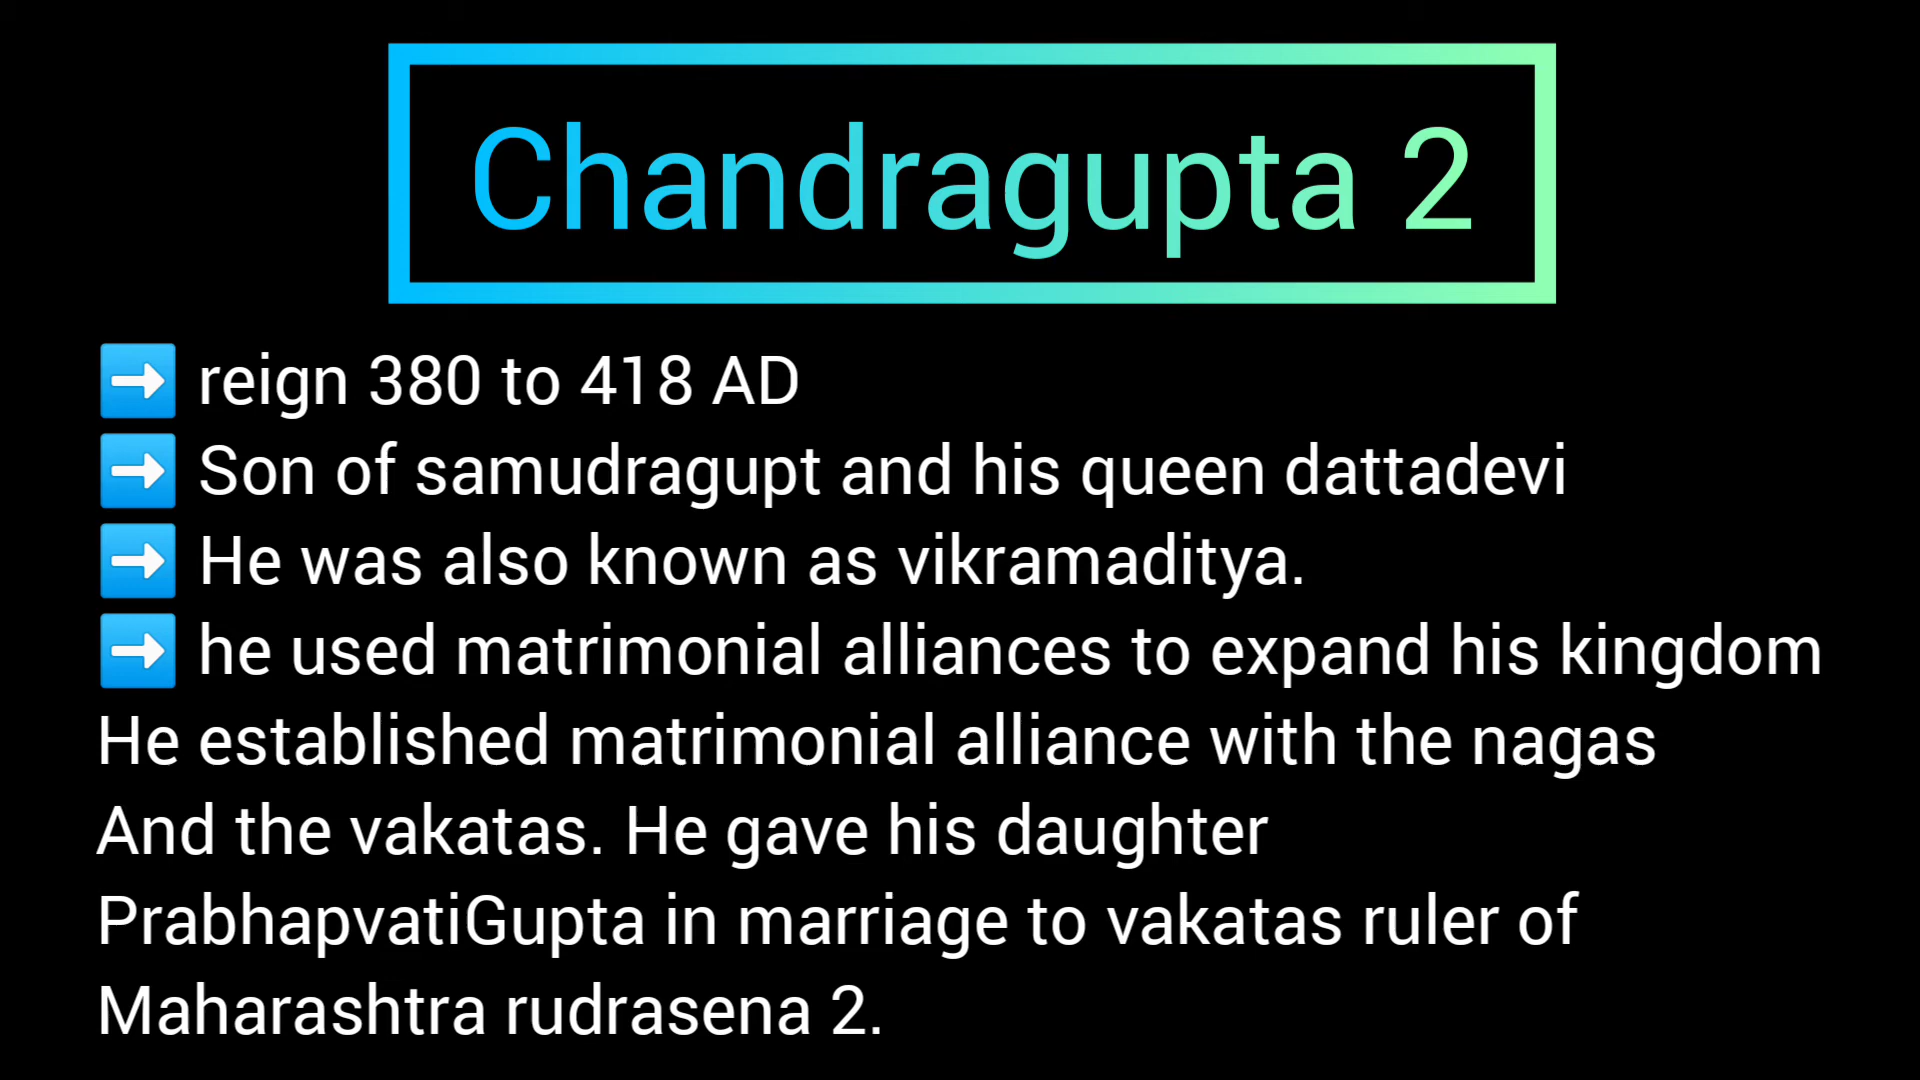 Chandragupta 2
➡️ reign 380 to 418 AD
➡️ Son of samudragupt and his queen dattadevi
➡️ He was also known as vikramaditya.
➡️ he used matrimonial alliances to expand his kingdom
He established matrimonial alliance with the nagas
And the vakatas. He gave his daughter
PrabhapvatiGupta in marriage to vakatas ruler of
Maharashtra rudrasena 2.